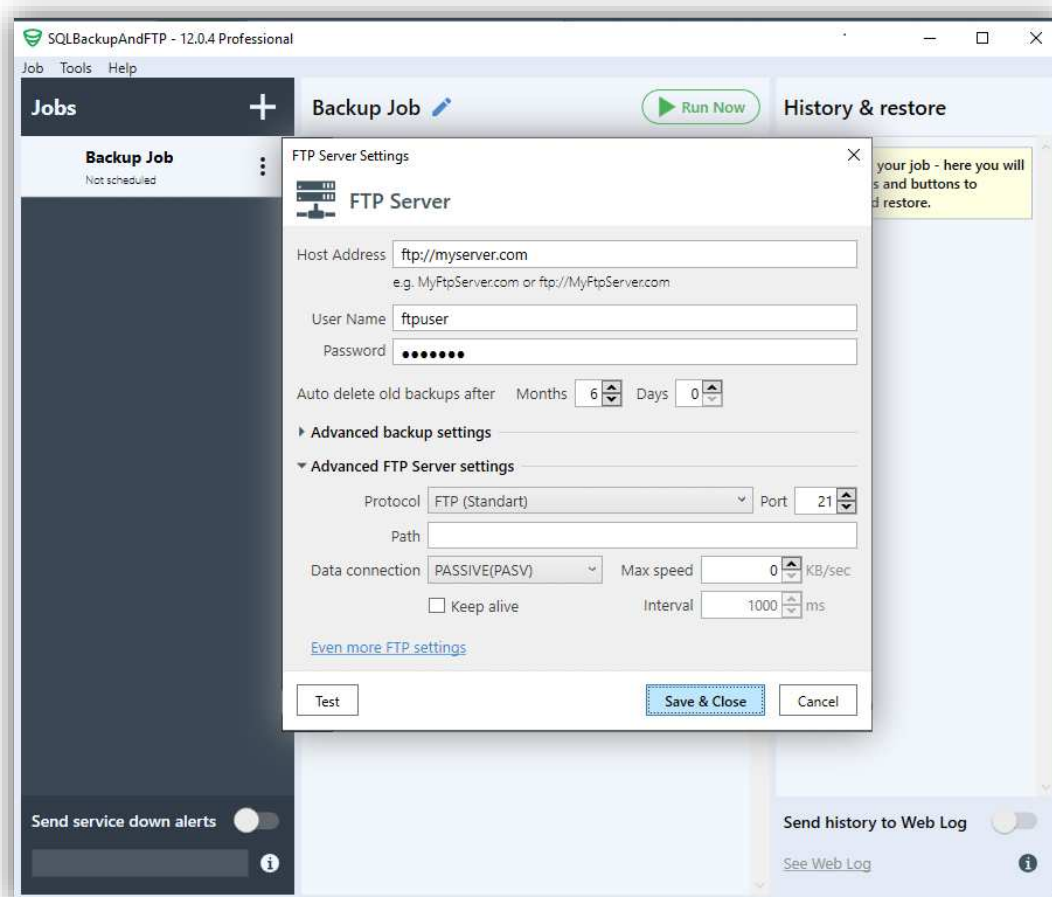 SQLBackupAndFTP - 12.0.4 Professional
Job Tools Help
Jobs +
Backup Job
Not scheduled
Backup Job
Run Now
History & restore
your job - here you will
s and buttons to
d restore.
FTP Server Settings
FTP Server
Host Address ftp://myserver.com
e.g. MyFtpServer.com or ftp://MyFtpServer.com
User Name ftpuser
Password ●●●●●●●
Auto delete old backups after Months 6 Days 0
Advanced backup settings
Advanced FTP Server settings
Protocol FTP (Standart) Port 21
Path
Data connection PASSIVE(PASV) Max speed 0 KB/sec
Keep alive Interval 1000 ms
Even more FTP settings
Test Save & Close Cancel
Send service down alerts
Send history to Web Log
See Web Log